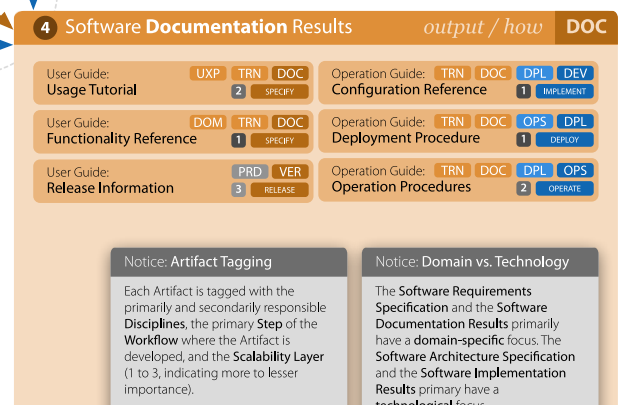 4 Software Documentation Results output / how DOC
User Guide: UXP TRN DOC
Usage Tutorial 2 SPECIFY
User Guide: DOM TRN DOC
Functionality Reference 1 SPECIFY
User Guide: PRD VER
Release Information 3 RELEASE
Operation Guide: TRN DOC DPL DEV
Configuration Reference 1 IMPLEMENT
Operation Guide: TRN DOC OPS DPL
Deployment Procedure 1 DEPLOY
Operation Guide: TRN DOC DPL OPS
Operation Procedures 2 OPERATE
Notice: Artifact Tagging
Each Artifact is tagged with the
primarily and secondarily responsible
Disciplines, the primary Step of the
Workflow where the Artifact is
developed, and the Scalability Layer
(1 to 3, indicating more to lesser
importance).
Notice: Domain vs. Technology
The Software Requirements
Specification and the Software
Documentation Results primarily
have a domain-specific focus. The
Software Architecture Specification
and the Software Implementation
Results primary have a
technological focus.